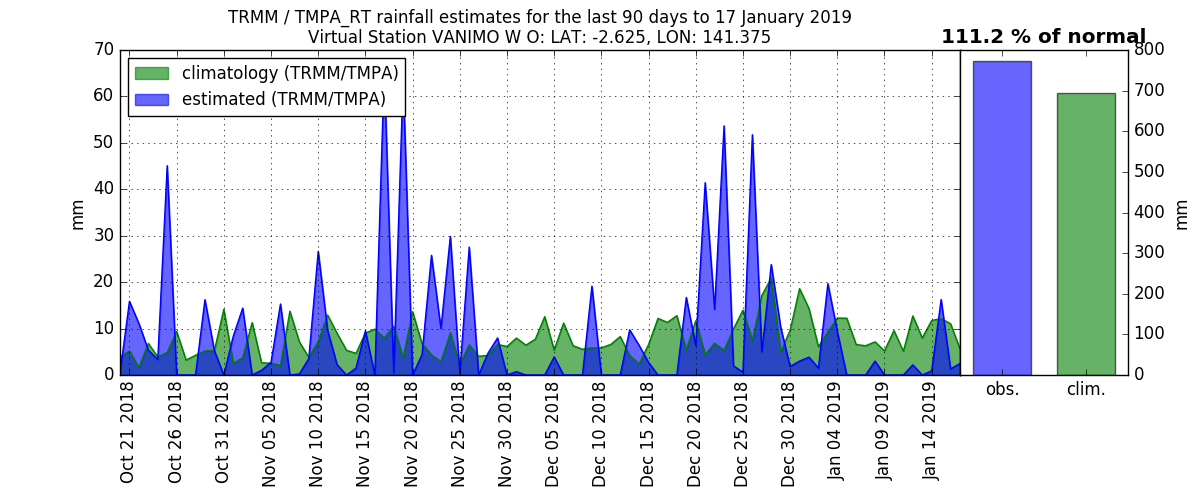 TRMM / TMPA_RT rainfall estimates for the last 90 days to 17 January 2019
Virtual Station VANIMO W O: LAT: -2.625, LON: 141.375
111.2 % of normal
climatology (TRMM/TMPA)
estimated (TRMM/TMPA)
70
60
50
40
30
20
10
0
mm
Oct 21 2018
Oct 26 2018
Oct 31 2018
Nov 05 2018
Nov 10 2018
Nov 15 2018
Nov 20 2018
Nov 25 2018
Nov 30 2018
Dec 05 2018
Dec 10 2018
Dec 15 2018
Dec 20 2018
Dec 25 2018
Dec 30 2018
Jan 04 2019
Jan 09 2019
Jan 14 2019
obs.
clim.
800
700
600
500
400
300
200
100
0
mm